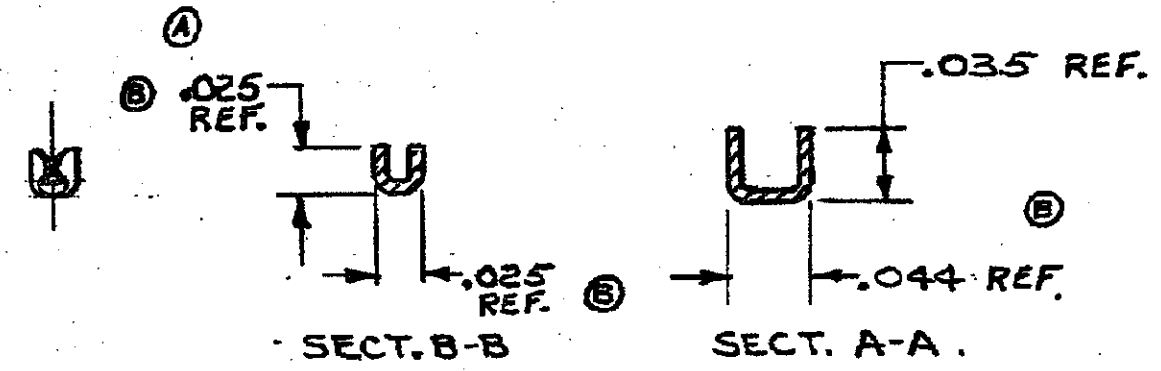 A
B .025
REF.
.035 REF.
B
.025
REF. B
.044 REF.
SECT. B-B
SECT. A-A.